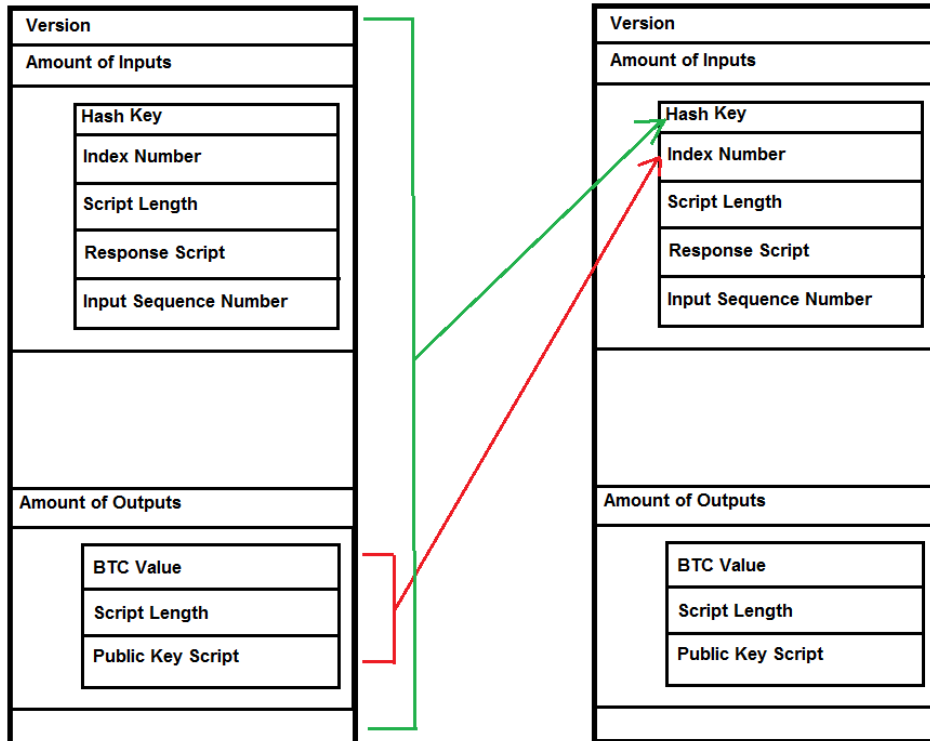 Version
Amount of Inputs
Hash Key
Index Number
Script Length
Response Script
Input Sequence Number
Amount of Outputs
BTC Value
Script Length
Public Key Script
Version
Amount of Inputs
Hash Key
Index Number
Script Length
Response Script
Input Sequence Number
Amount of Outputs
BTC Value
Script Length
Public Key Script